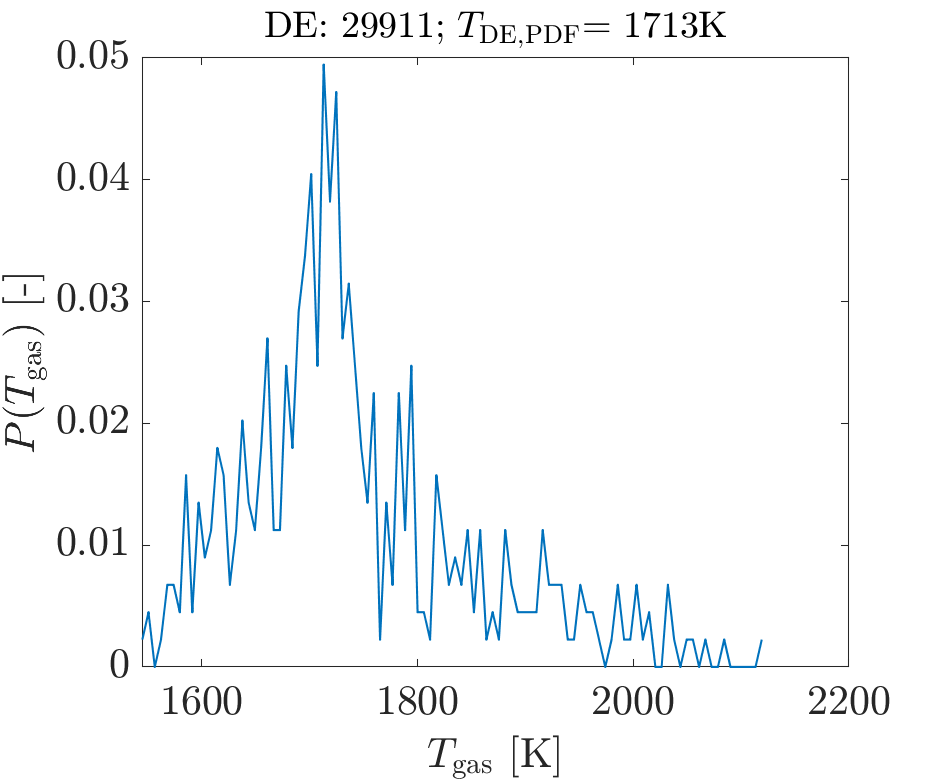 DE: 29911; T_DE,PDF= 1713K
0.05
0.04
0.03
0.02
0.01
0
P(T_gas) [-]
1600 1800 2000 2200
T_gas [K]